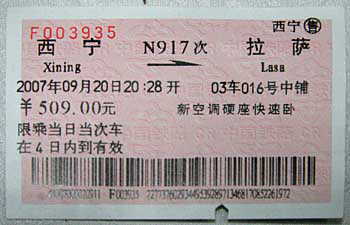 F003935 西宁(售)
西宁 N917次 拉萨
Xining Lasa
2007年09月20日20:28开 03车016号中铺
￥509.00元 新空调硬座快速卧
限乘当日当次车
在4日内到有效
F003935